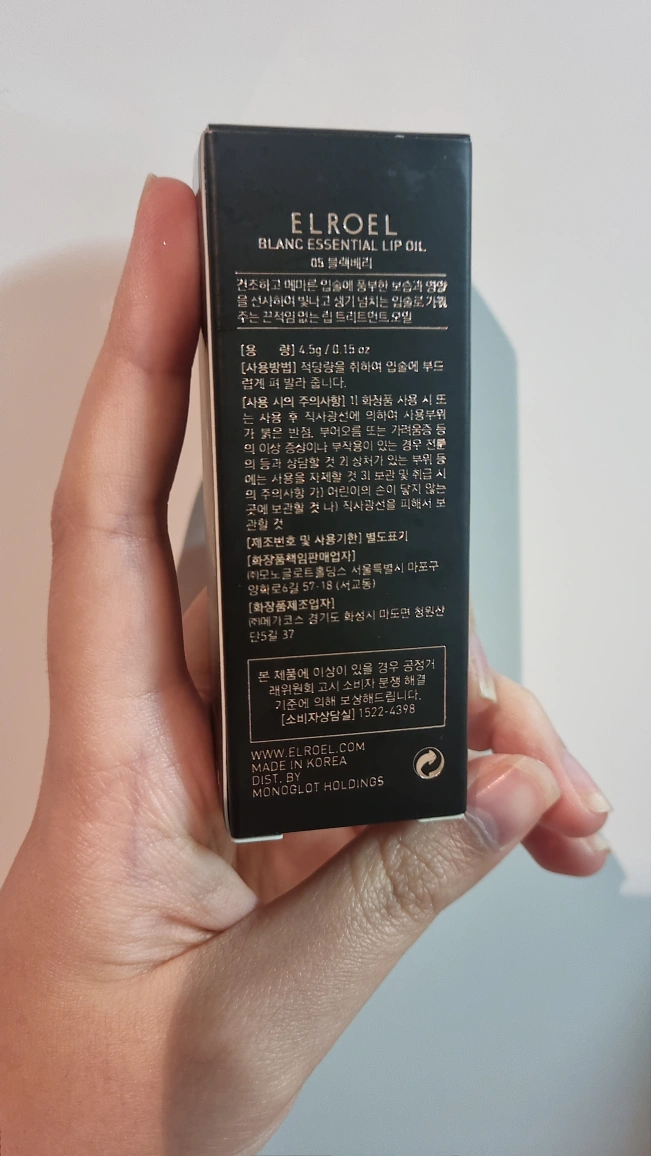 ELROEL
BLANC ESSENTIAL LIP OIL
05 블랙베리
건조하고 메마른 입술에 풍부한 보습과 영양
을 선사하여 빛나고 생기 넘치는 입술로 가꿔
주는 끈적임 없는 립 트리트먼트 오일
[용 량] 4.5g / 0.15 oz
[사용방법] 적당량을 취하여 입술에 부드
럽게 펴 발라 줍니다.
[사용 시의 주의사항] 1) 화장품 사용 시 또
는 사용 후 직사광선에 의하여 사용부위
가 붉은 반점, 부어오름 또는 가려움증 등
의 이상 증상이나 부작용이 있는 경우 전문
의 등과 상담할 것 2) 상처가 있는 부위 등
에는 사용을 자제할 것 3) 보관 및 취급 시
의 주의사항 가) 어린이의 손이 닿지 않는
곳에 보관할 것 나) 직사광선을 피해서 보
관할 것
[제조번호 및 사용기한] 별도표기
[화장품책임판매업자]
㈜모노글로트홀딩스 서울특별시 마포구
양화로6길 57-18 (서교동)
[화장품제조업자]
㈜메가코스 경기도 화성시 마도면 청원산
단5길 37
본 제품에 이상이 있을 경우 공정거
래위원회 고시 소비자 분쟁 해결
기준에 의해 보상해드립니다.
[소비자상담실] 1522-4398
WWW.ELROEL.COM
MADE IN KOREA
DIST. BY
MONOGLOT HOLDINGS